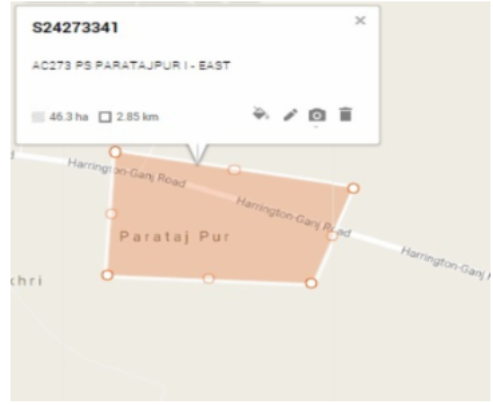 S24273341
AC273 PS PARATAJPUR I - EAST
46.3 ha 2.85 km
Harrington-Ganj Road
Harrington-Ganj Road
Parataj Pur
Harrington-Ganj
khri